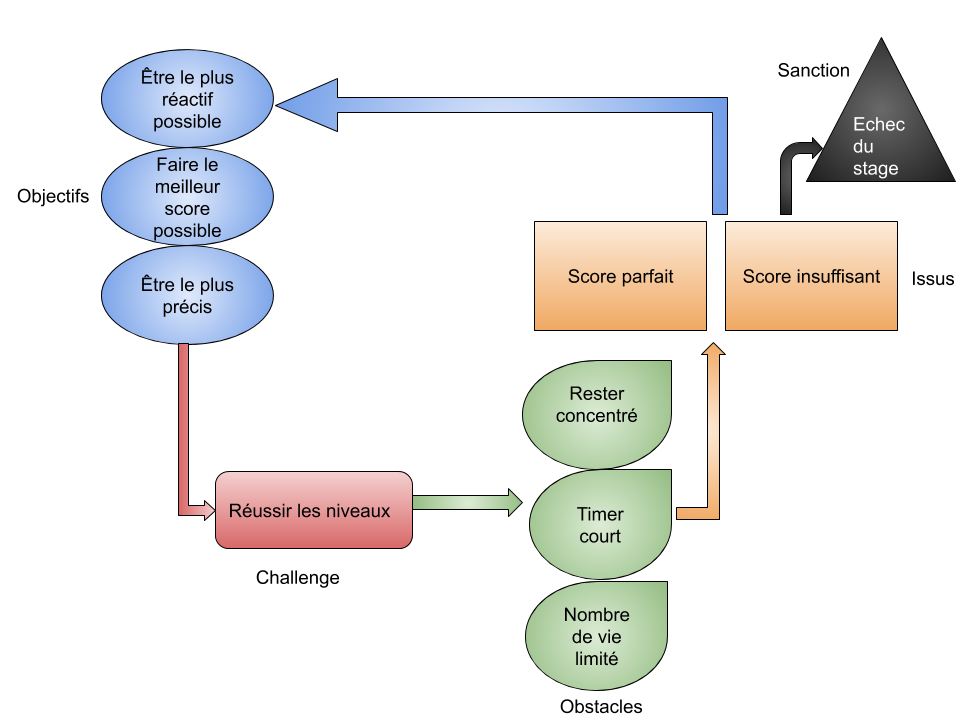 Être le plus
réactif
possible
Faire le
meilleur
score
possible
Objectifs
Être le plus
précis
Réussir les niveaux
Challenge
Rester
concentré
Timer
court
Nombre
de vie
limité
Obstacles
Score parfait
Score insuffisant
Issus
Sanction
Echec
du
stage